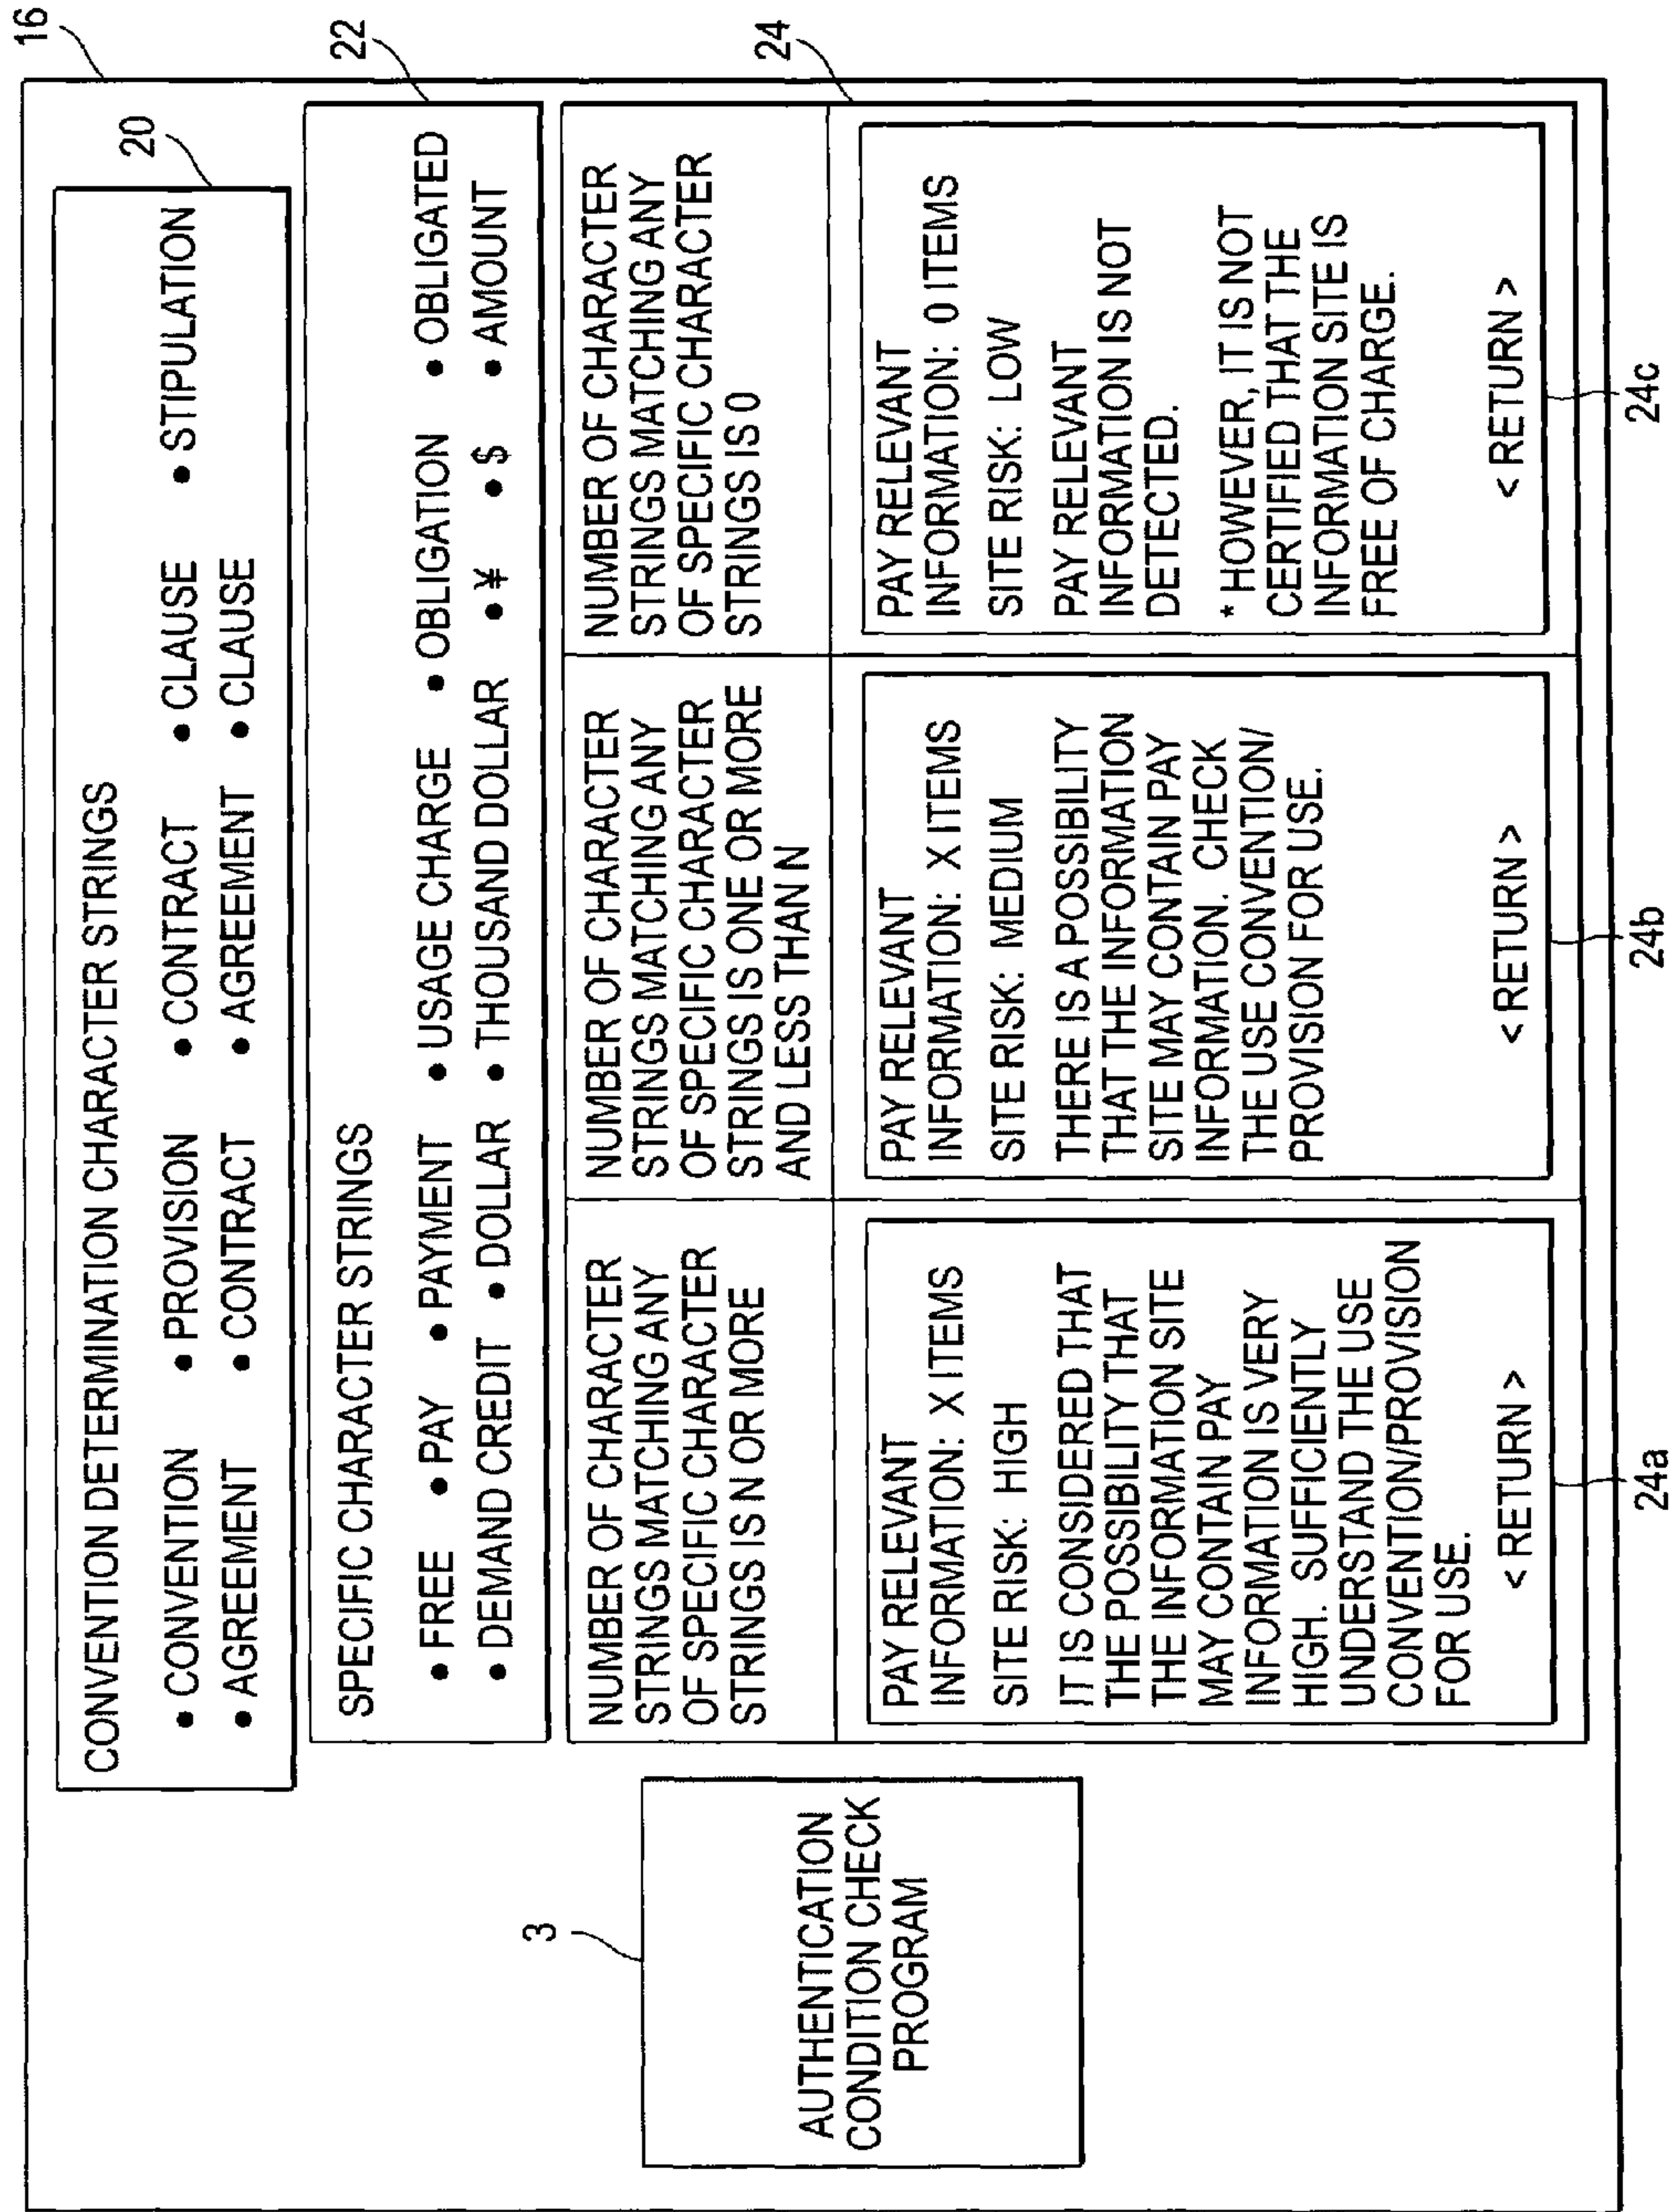 16
20
CONVENTION DETERMINATION CHARACTER STRINGS
• CONVENTION • PROVISION • CONTRACT • CLAUSE • STIPULATION
• AGREEMENT • CONTRACT • AGREEMENT • CLAUSE
22
SPECIFIC CHARACTER STRINGS
• FREE • PAY • PAYMENT • USAGE CHARGE • OBLIGATION • OBLIGATED
• DEMAND CREDIT • DOLLAR • THOUSAND DOLLAR • ¥ • $ • AMOUNT
24
3
AUTHENTICATION
CONDITION CHECK
PROGRAM
NUMBER OF CHARACTER
STRINGS MATCHING ANY
OF SPECIFIC CHARACTER
STRINGS IS N OR MORE
PAY RELEVANT
INFORMATION: X ITEMS
SITE RISK: HIGH
IT IS CONSIDERED THAT
THE POSSIBILITY THAT
THE INFORMATION SITE
MAY CONTAIN PAY
INFORMATION IS VERY
HIGH. SUFFICIENTLY
UNDERSTAND THE USE
CONVENTION/PROVISION
FOR USE.
< RETURN >
24a
NUMBER OF CHARACTER
STRINGS MATCHING ANY
OF SPECIFIC CHARACTER
STRINGS IS ONE OR MORE
AND LESS THAN N
PAY RELEVANT
INFORMATION: X ITEMS
SITE RISK: MEDIUM
THERE IS A POSSIBILITY
THAT THE INFORMATION
SITE MAY CONTAIN PAY
INFORMATION. CHECK
THE USE CONVENTION/
PROVISION FOR USE.
< RETURN >
24b
NUMBER OF CHARACTER
STRINGS MATCHING ANY
OF SPECIFIC CHARACTER
STRINGS IS 0
PAY RELEVANT
INFORMATION: 0 ITEMS
SITE RISK: LOW
PAY RELEVANT
INFORMATION IS NOT
DETECTED.
* HOWEVER, IT IS NOT
CERTIFIED THAT THE
INFORMATION SITE IS
FREE OF CHARGE.
< RETURN >
24c